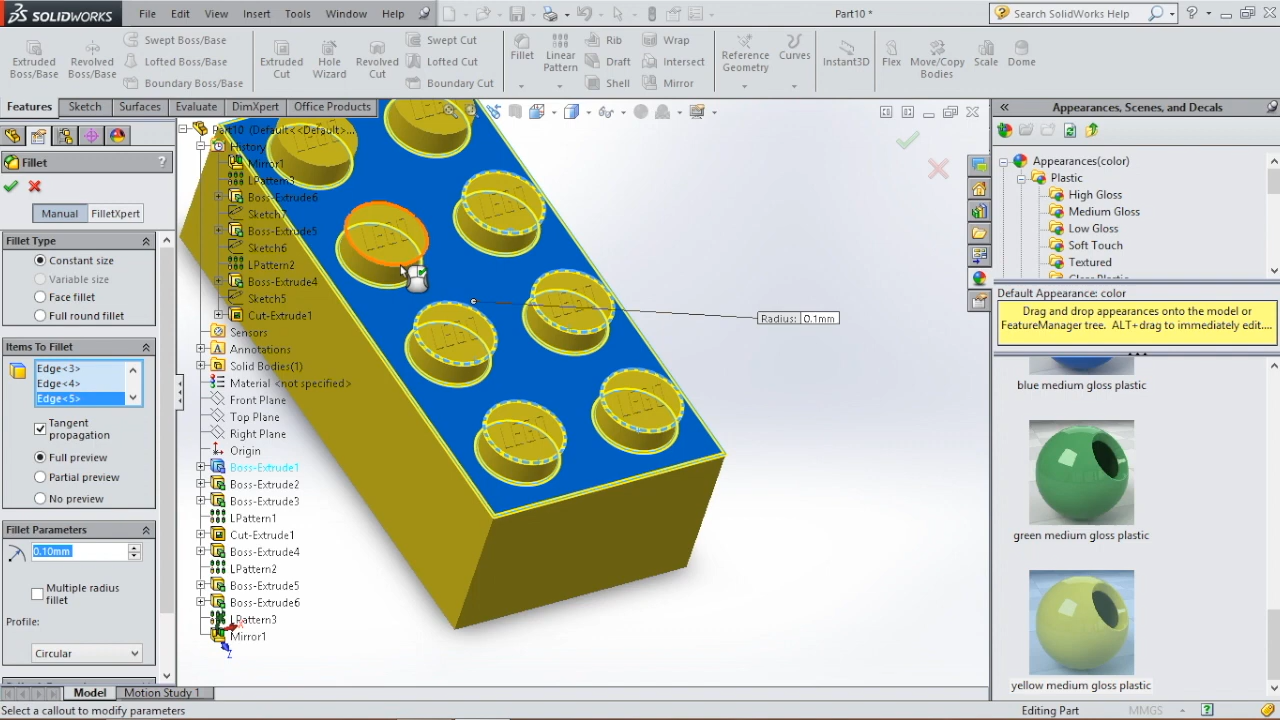 SOLIDWORKS
File Edit View Insert Tools Window Help
Part10 *
Search SolidWorks Help
Extruded Boss/Base
Revolved Boss/Base
Swept Boss/Base
Lofted Boss/Base
Boundary Boss/Base
Extruded Cut
Hole Wizard
Revolved Cut
Swept Cut
Lofted Cut
Boundary Cut
Fillet
Linear Pattern
Rib
Draft
Shell
Wrap
Intersect
Mirror
Reference Geometry
Curves
Instant3D
Flex
Move/Copy Bodies
Scale
Dome
Features Sketch Surfaces Evaluate DimXpert Office Products
Fillet
?
Manual FilletXpert
Fillet Type
Constant size
Variable size
Face fillet
Full round fillet
Items To Fillet
Edge<3>
Edge<4>
Edge<5>
Tangent propagation
Full preview
Partial preview
No preview
Fillet Parameters
0.10mm
Multiple radius fillet
Profile:
Circular
Part10 (Default<<Default>...
History
Mirror1
LPattern3
Boss-Extrude6
Sketch7
Boss-Extrude5
Sketch6
LPattern2
Boss-Extrude4
Sketch5
Cut-Extrude1
Sensors
Annotations
Solid Bodies(1)
Material <not specified>
Front Plane
Top Plane
Right Plane
Origin
Boss-Extrude1
Boss-Extrude2
Boss-Extrude3
LPattern1
Cut-Extrude1
Boss-Extrude4
LPattern2
Boss-Extrude5
Boss-Extrude6
LPattern3
Mirror1
Z
Radius: 0.1mm
Appearances, Scenes, and Decals
Appearances(color)
Plastic
High Gloss
Medium Gloss
Low Gloss
Soft Touch
Textured
Default Appearance: color
Drag and drop appearances onto the model or
FeatureManager tree. ALT+drag to immediately edit....
blue medium gloss plastic
green medium gloss plastic
yellow medium gloss plastic
Model Motion Study 1
Select a callout to modify parameters
Editing Part
MMGS